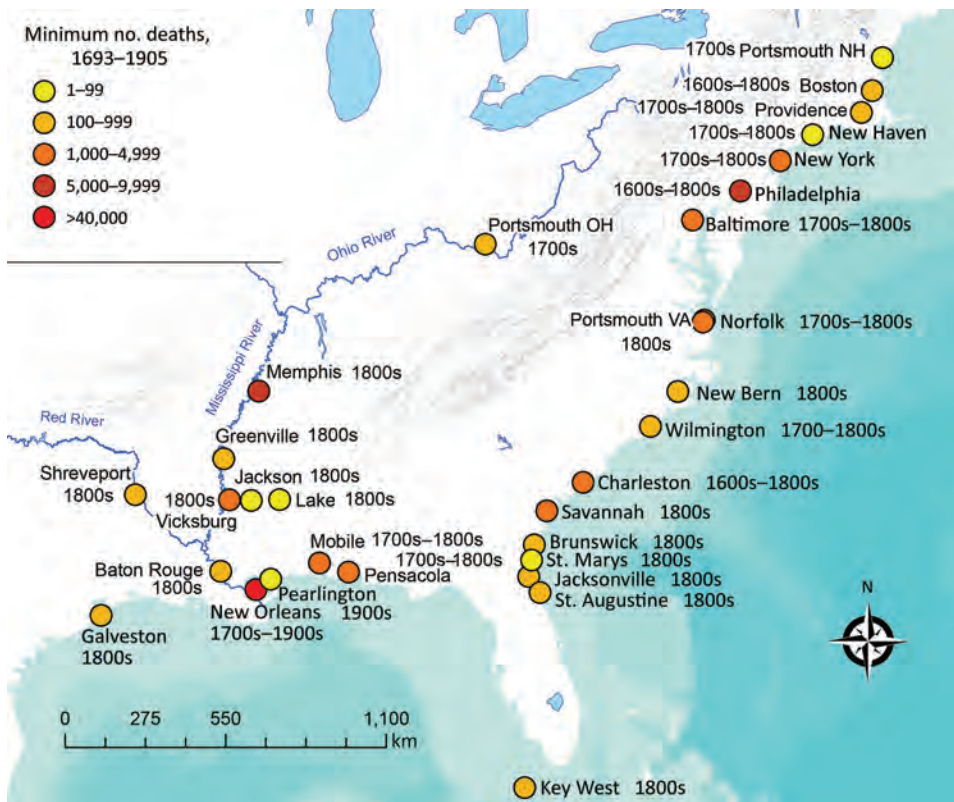 Minimum no. deaths,
1693–1905
1–99
100–999
1,000–4,999
5,000–9,999
>40,000
1700s Portsmouth NH
1600s–1800s Boston
1700s–1800s Providence
1700s–1800s New Haven
1700s–1800s New York
1600s–1800s Philadelphia
Baltimore 1700s–1800s
Portsmouth OH
1700s
Ohio River
Portsmouth VA Norfolk 1700s–1800s
1800s
Mississippi River
Memphis 1800s
New Bern 1800s
Red River
Greenville 1800s
Wilmington 1700–1800s
Shreveport
1800s
Jackson 1800s
1800s Lake 1800s
Vicksburg
Charleston 1600s–1800s
Savannah 1800s
Mobile 1700s–1800s
1700s–1800s
Pensacola
Brunswick 1800s
St. Marys 1800s
Jacksonville 1800s
St. Augustine 1800s
Baton Rouge
1800s
Pearlington
1900s
New Orleans
1700s–1900s
Galveston
1800s
N
0 275 550 1,100
km
Key West 1800s